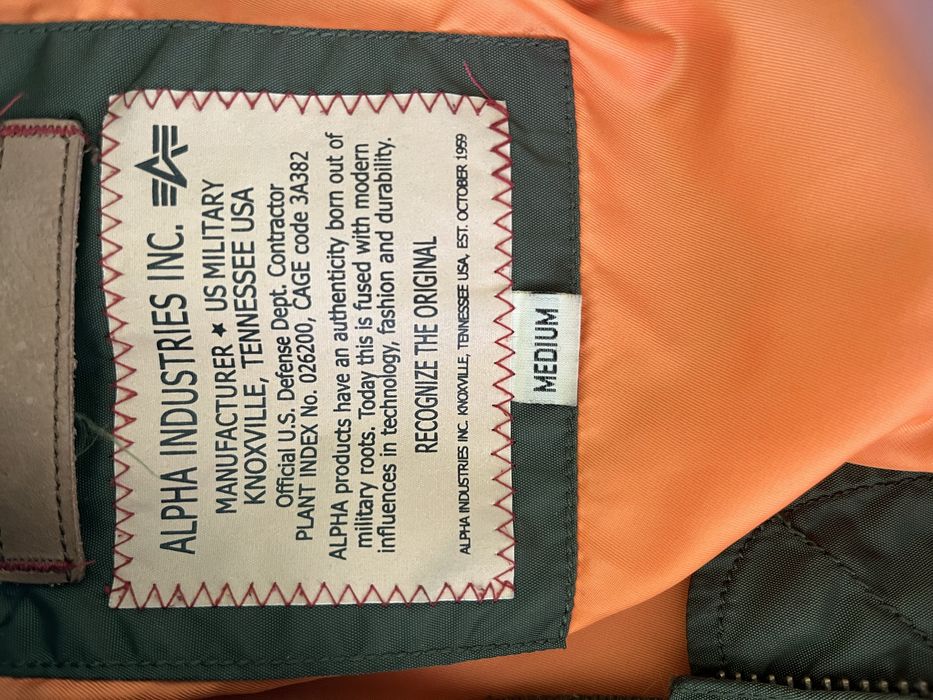 ALPHA INDUSTRIES INC.
MANUFACTURER ★ US MILITARY
KNOXVILLE, TENNESSEE USA
Official U.S. Defense Dept. Contractor
PLANT INDEX No. 026200, CAGE code 3A382
ALPHA products have an authenticity born out of
military roots. Today this is fused with modern
influences in technology, fashion and durability.
RECOGNIZE THE ORIGINAL
ALPHA INDUSTRIES INC. KNOXVILLE, TENNESSEE USA, EST. OCTOBER 1959
MEDIUM